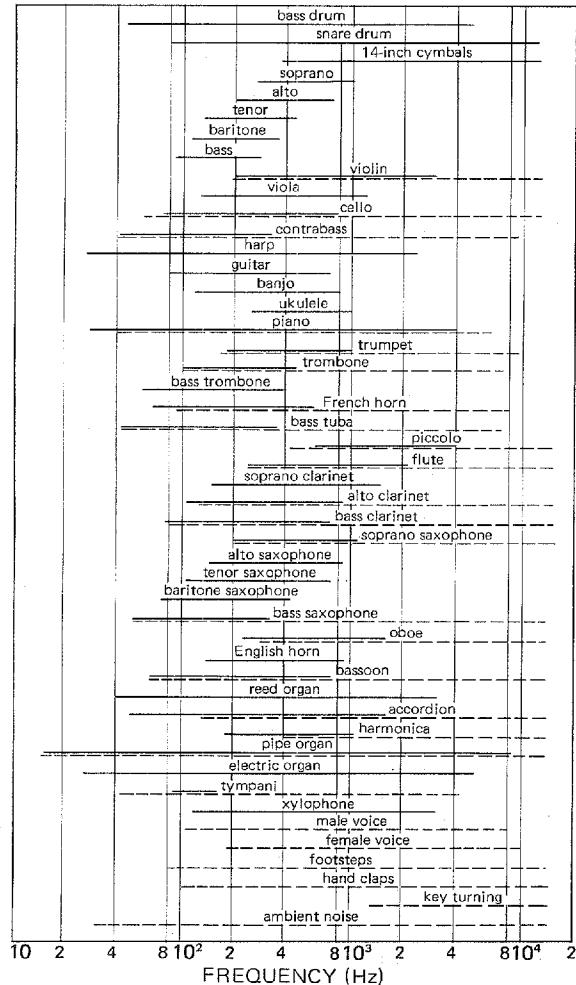 bass drum
snare drum
14-inch cymbals
soprano
alto
tenor
baritone
bass
violin
viola
cello
contrabass
harp
guitar
banjo
ukulele
piano
trumpet
trombone
bass trombone
French horn
bass tuba
piccolo
flute
soprano clarinet
alto clarinet
bass clarinet
soprano saxophone
alto saxophone
tenor saxophone
baritone saxophone
bass saxophone
oboe
English horn
bassoon
reed organ
accordion
harmonica
pipe organ
electric organ
tympani
xylophone
male voice
female voice
footsteps
hand claps
key turning
ambient noise
10 2 4 8 10² 2 4 8 10³ 2 4 8 10⁴ 2
FREQUENCY (Hz)